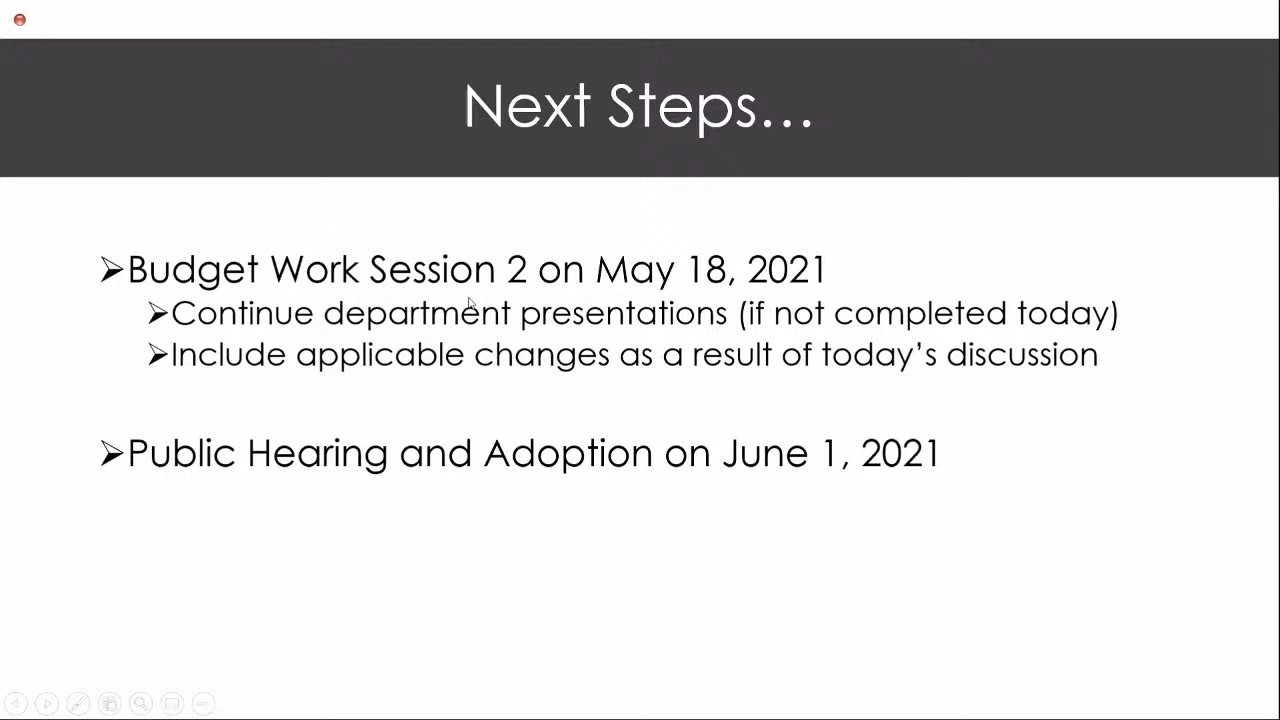 Next Steps…
➢Budget Work Session 2 on May 18, 2021
➢Continue department presentations (if not completed today)
➢Include applicable changes as a result of today’s discussion
➢Public Hearing and Adoption on June 1, 2021